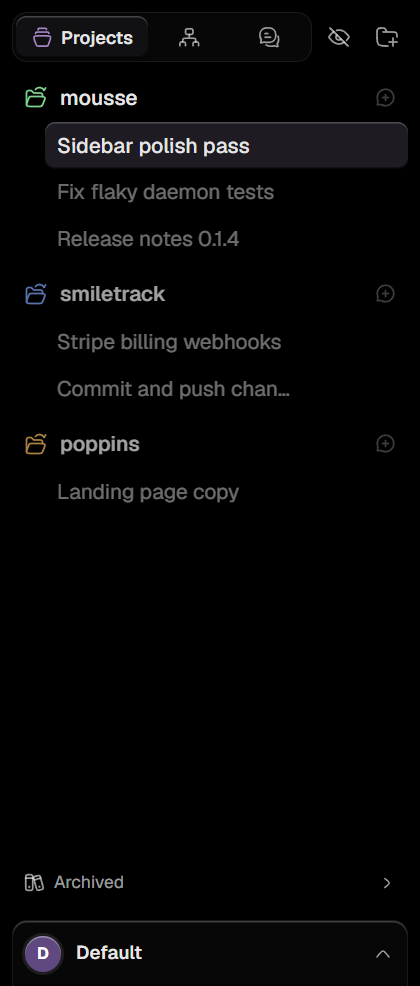 Projects
mousse
Sidebar polish pass
Fix flaky daemon tests
Release notes 0.1.4
smiletrack
Stripe billing webhooks
Commit and push chan...
poppins
Landing page copy
Archived
D Default